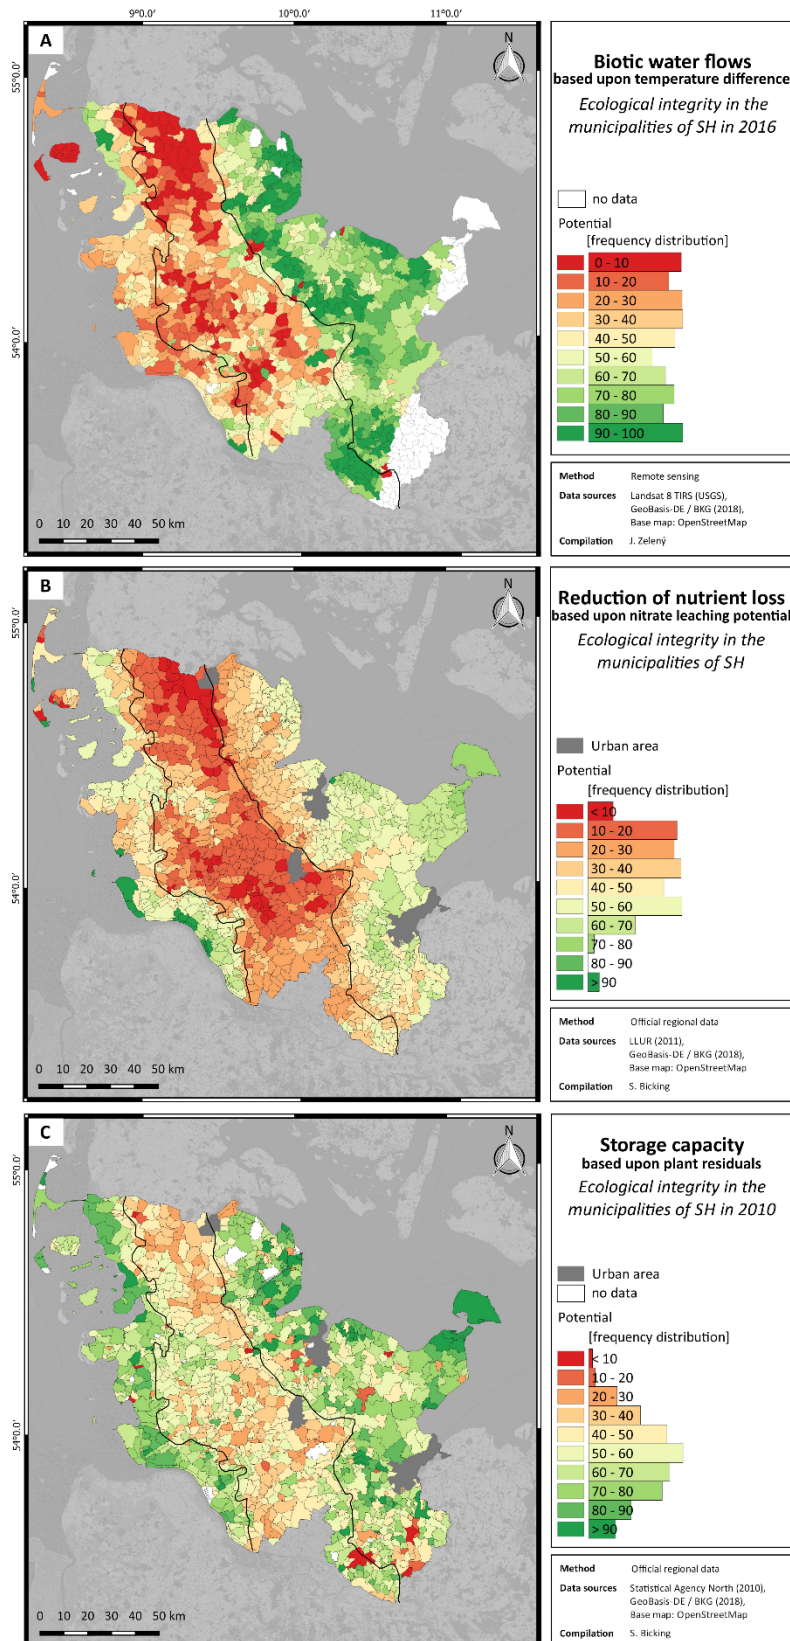 9°0.0'
10°0.0'
11°0.0'
A
N
55°0.0'
54°0.0'
0 10 20 30 40 50 km
Biotic water flows
based upon temperature difference
Ecological integrity in the
municipalities of SH in 2016
no data
Potential
[frequency distribution]
0 - 10
10 - 20
20 - 30
30 - 40
40 - 50
50 - 60
60 - 70
70 - 80
80 - 90
90 - 100
Method Remote sensing
Data sources Landsat 8 TIRS (USGS),
GeoBasis-DE / BKG (2018),
Base map: OpenStreetMap
Compilation J. Zelený
B
N
55°0.0'
54°0.0'
0 10 20 30 40 50 km
Reduction of nutrient loss
based upon nitrate leaching potential
Ecological integrity in the
municipalities of SH
Urban area
Potential
[frequency distribution]
< 10
10 - 20
20 - 30
30 - 40
40 - 50
50 - 60
60 - 70
70 - 80
80 - 90
> 90
Method Official regional data
Data sources LLUR (2011),
GeoBasis-DE / BKG (2018),
Base map: OpenStreetMap
Compilation S. Bicking
C
N
55°0.0'
54°0.0'
0 10 20 30 40 50 km
Storage capacity
based upon plant residuals
Ecological integrity in the
municipalities of SH in 2010
Urban area
no data
Potential
[frequency distribution]
< 10
10 - 20
20 - 30
30 - 40
40 - 50
50 - 60
60 - 70
70 - 80
80 - 90
> 90
Method Official regional data
Data sources Statistical Agency North (2010),
GeoBasis-DE / BKG (2018),
Base map: OpenStreetMap
Compilation S. Bicking